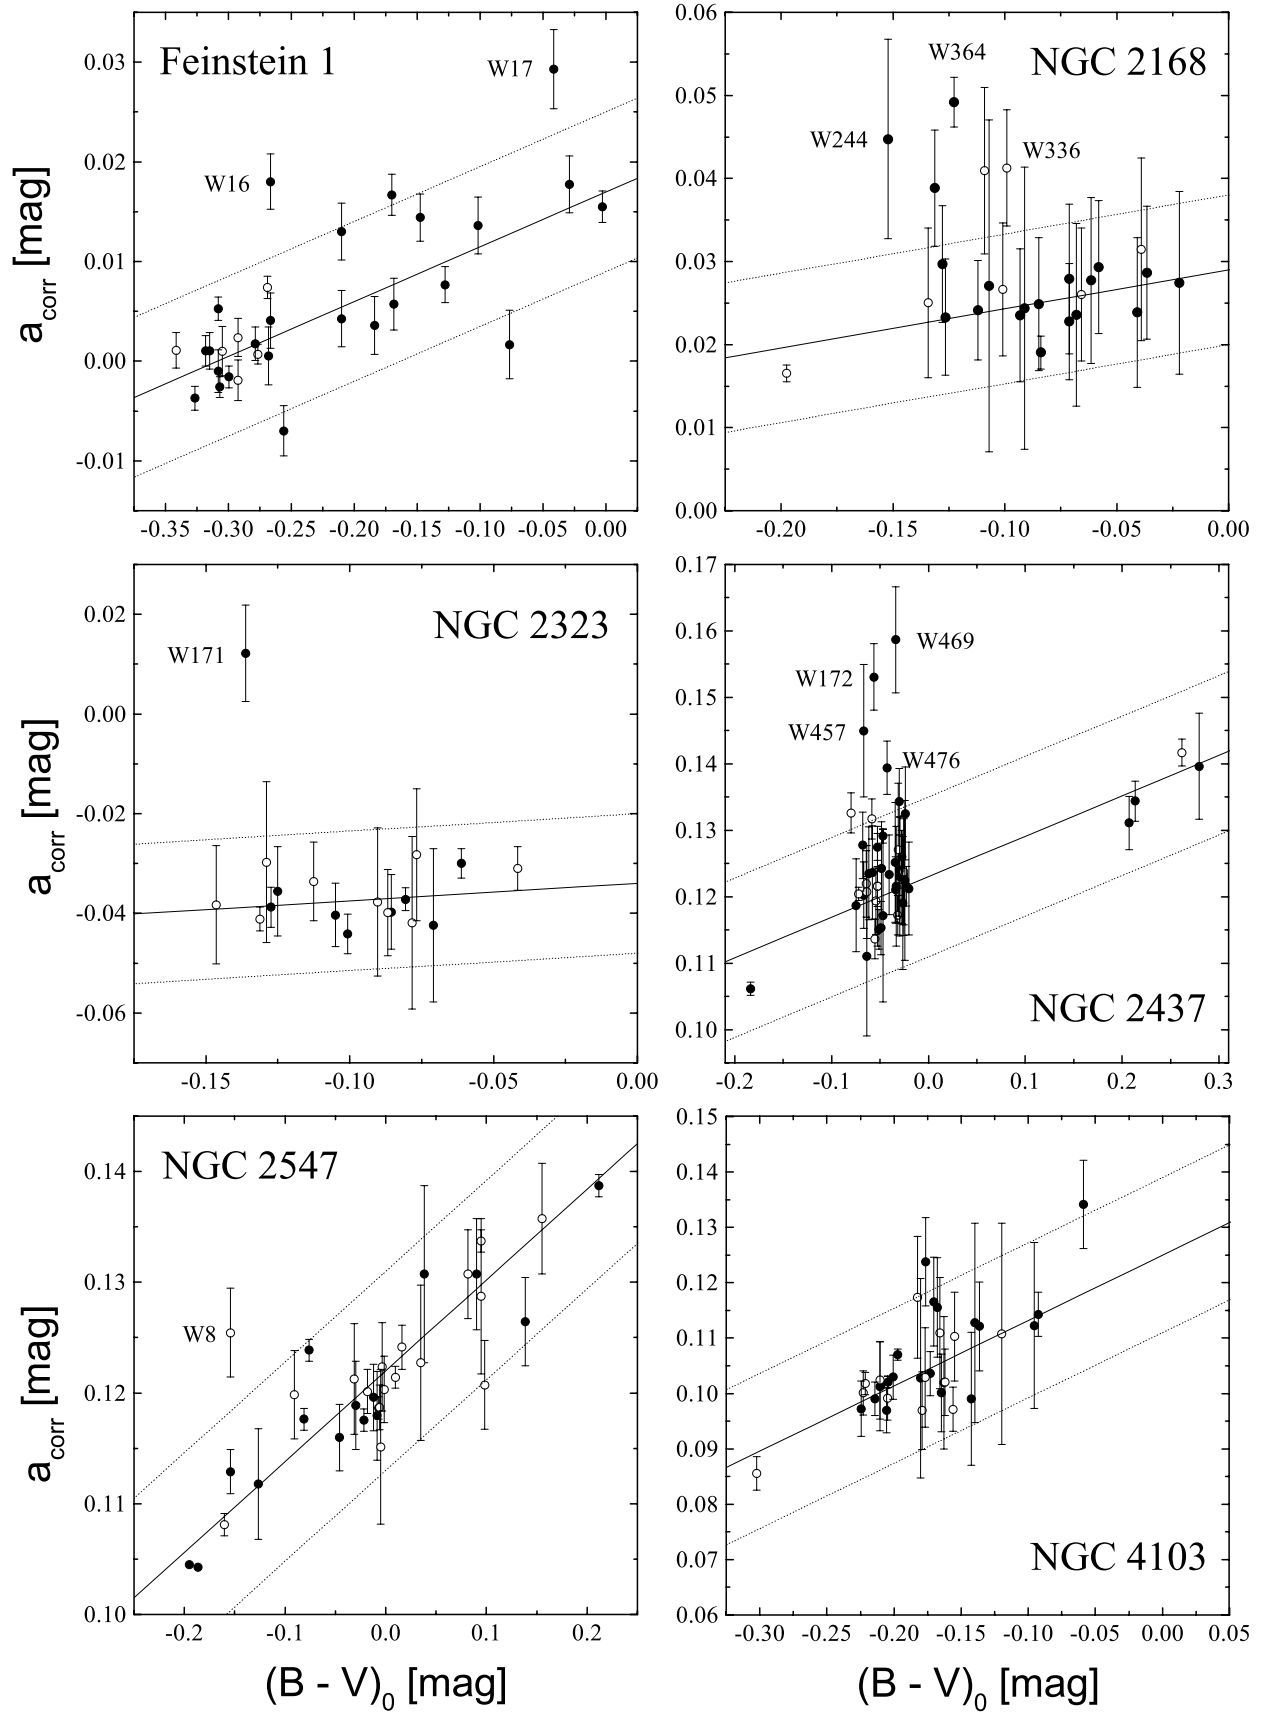 Feinstein 1
W17
W16
0.03
0.02
0.01
0.00
-0.01
a_corr [mag]
-0.35 -0.30 -0.25 -0.20 -0.15 -0.10 -0.05 0.00
NGC 2168
W364
W244
W336
0.06
0.05
0.04
0.03
0.02
0.01
0.00
-0.20 -0.15 -0.10 -0.05 0.00
NGC 2323
W171
0.02
0.00
-0.02
-0.04
-0.06
a_corr [mag]
-0.15 -0.10 -0.05 0.00
NGC 2437
W469
W172
W457
W476
0.17
0.16
0.15
0.14
0.13
0.12
0.11
0.10
-0.2 -0.1 0.0 0.1 0.2 0.3
NGC 2547
W8
0.14
0.13
0.12
0.11
0.10
a_corr [mag]
-0.2 -0.1 0.0 0.1 0.2
(B - V)_0 [mag]
NGC 4103
0.15
0.14
0.13
0.12
0.11
0.10
0.09
0.08
0.07
0.06
-0.30 -0.25 -0.20 -0.15 -0.10 -0.05 0.00 0.05
(B - V)_0 [mag]